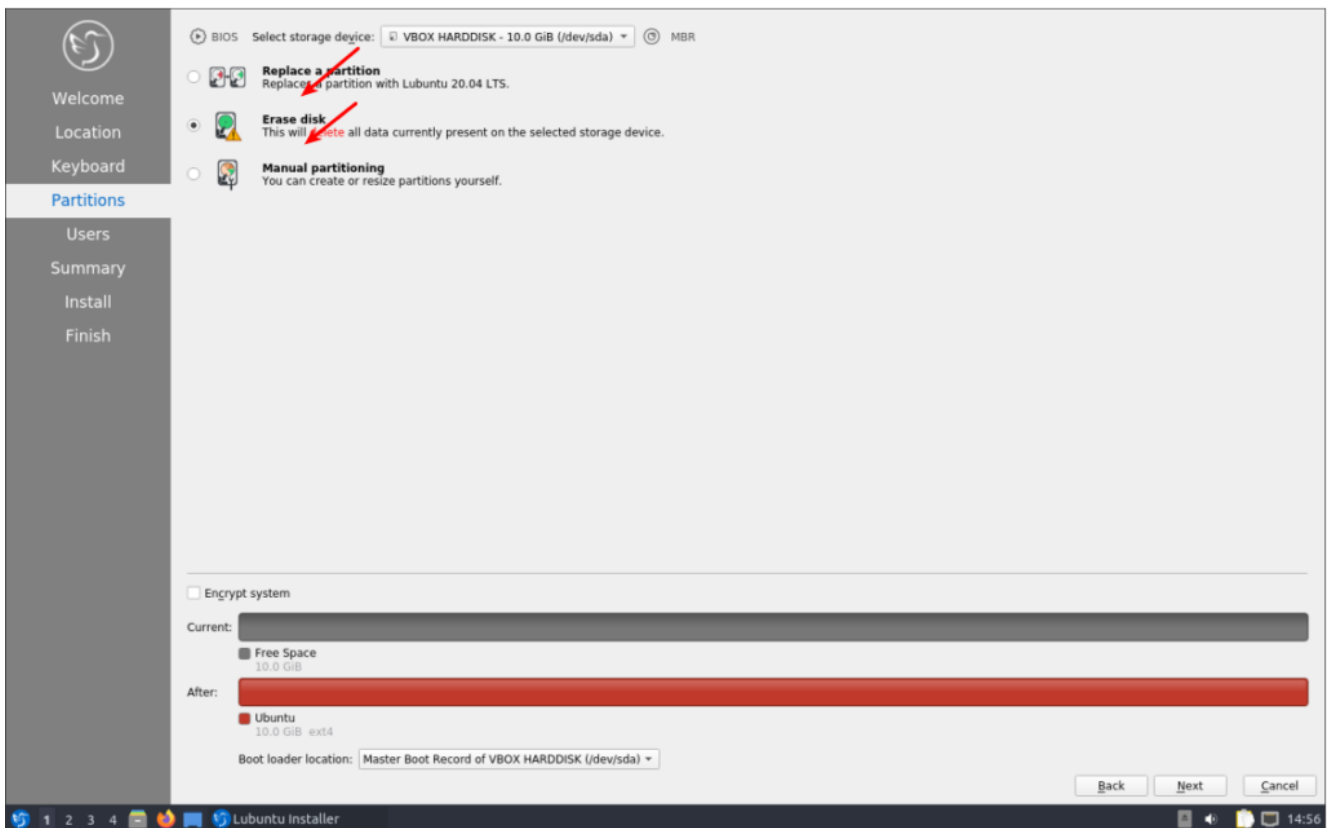 BIOS Select storage device: VBOX HARDDISK - 10.0 GiB (/dev/sda) MBR
Replace a partition
Replaces a partition with Lubuntu 20.04 LTS.
Erase disk
This will delete all data currently present on the selected storage device.
Manual partitioning
You can create or resize partitions yourself.
Welcome
Location
Keyboard
Partitions
Users
Summary
Install
Finish
Encrypt system
Current:
Free Space
10.0 GiB
After:
Ubuntu
10.0 GiB ext4
Boot loader location: Master Boot Record of VBOX HARDDISK (/dev/sda)
Back Next Cancel
1 2 3 4 Lubuntu Installer 14:56